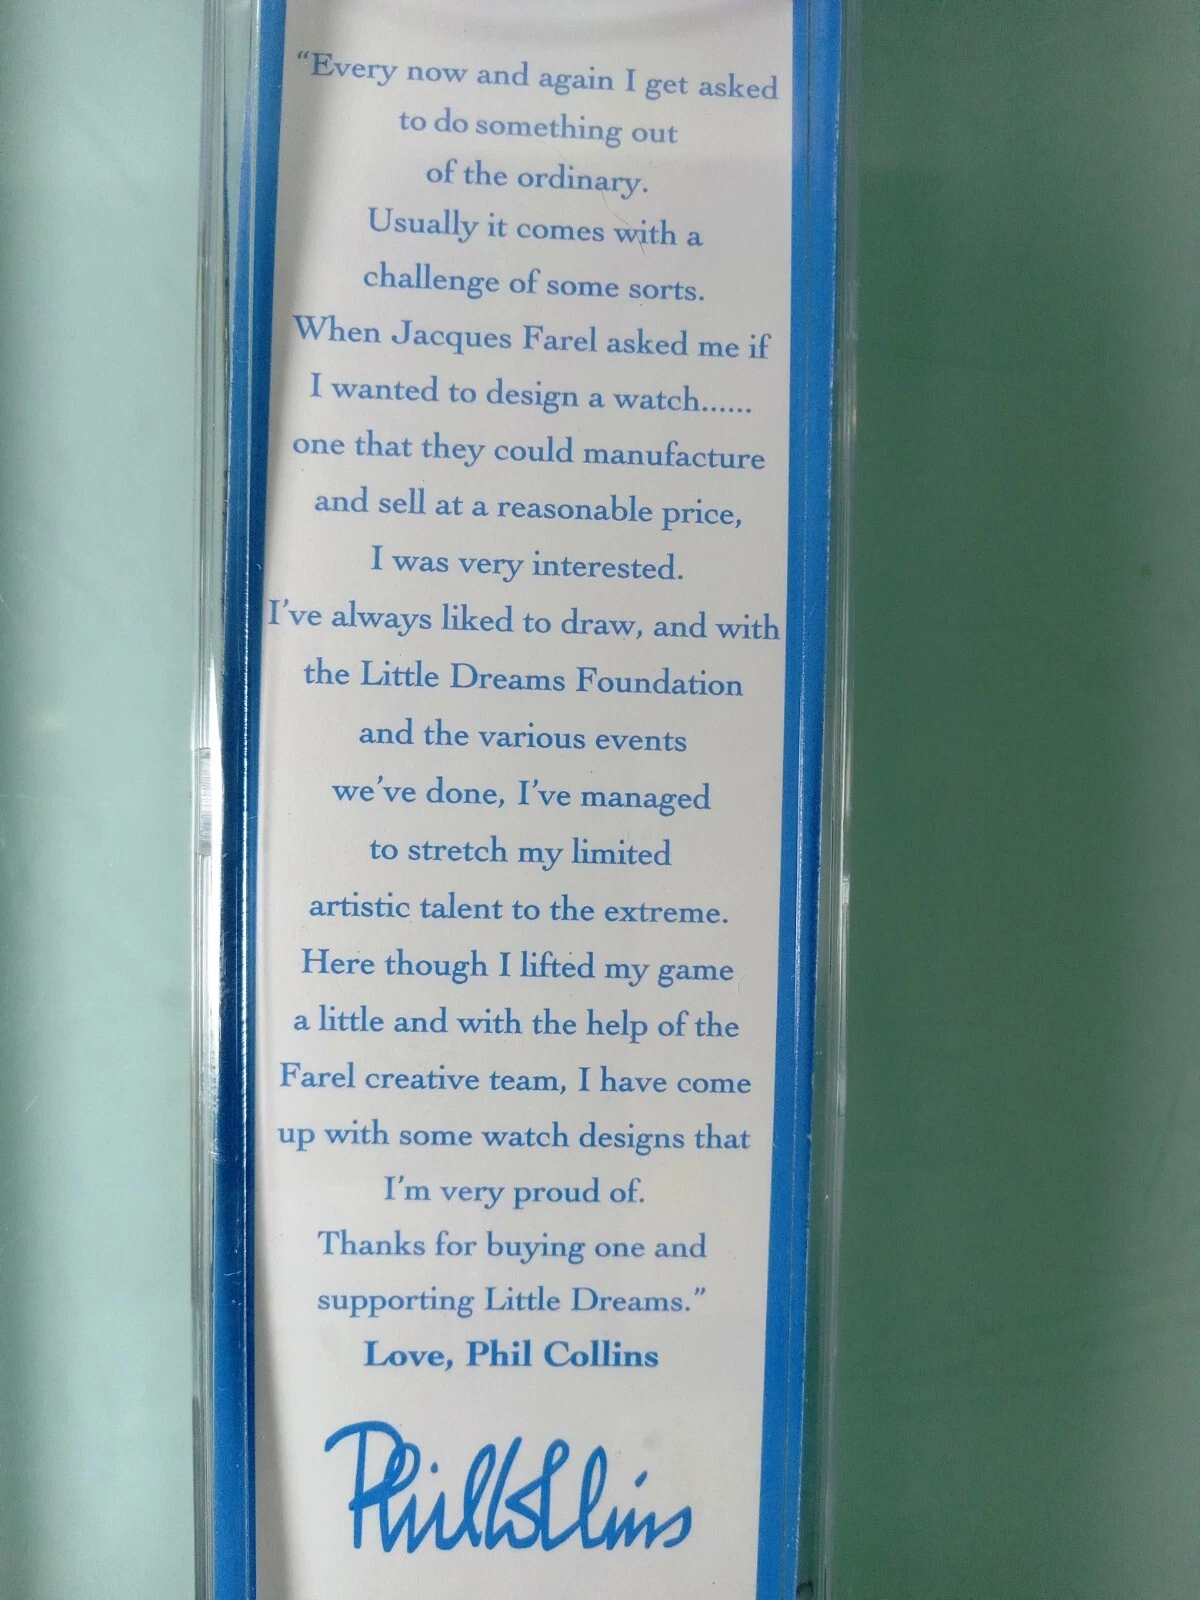 “Every now and again I get asked
to do something out
of the ordinary.
Usually it comes with a
challenge of some sorts.
When Jacques Farel asked me if
I wanted to design a watch......
one that they could manufacture
and sell at a reasonable price,
I was very interested.
I’ve always liked to draw, and with
the Little Dreams Foundation
and the various events
we’ve done, I’ve managed
to stretch my limited
artistic talent to the extreme.
Here though I lifted my game
a little and with the help of the
Farel creative team, I have come
up with some watch designs that
I’m very proud of.
Thanks for buying one and
supporting Little Dreams.”
Love, Phil Collins
Phil Collins